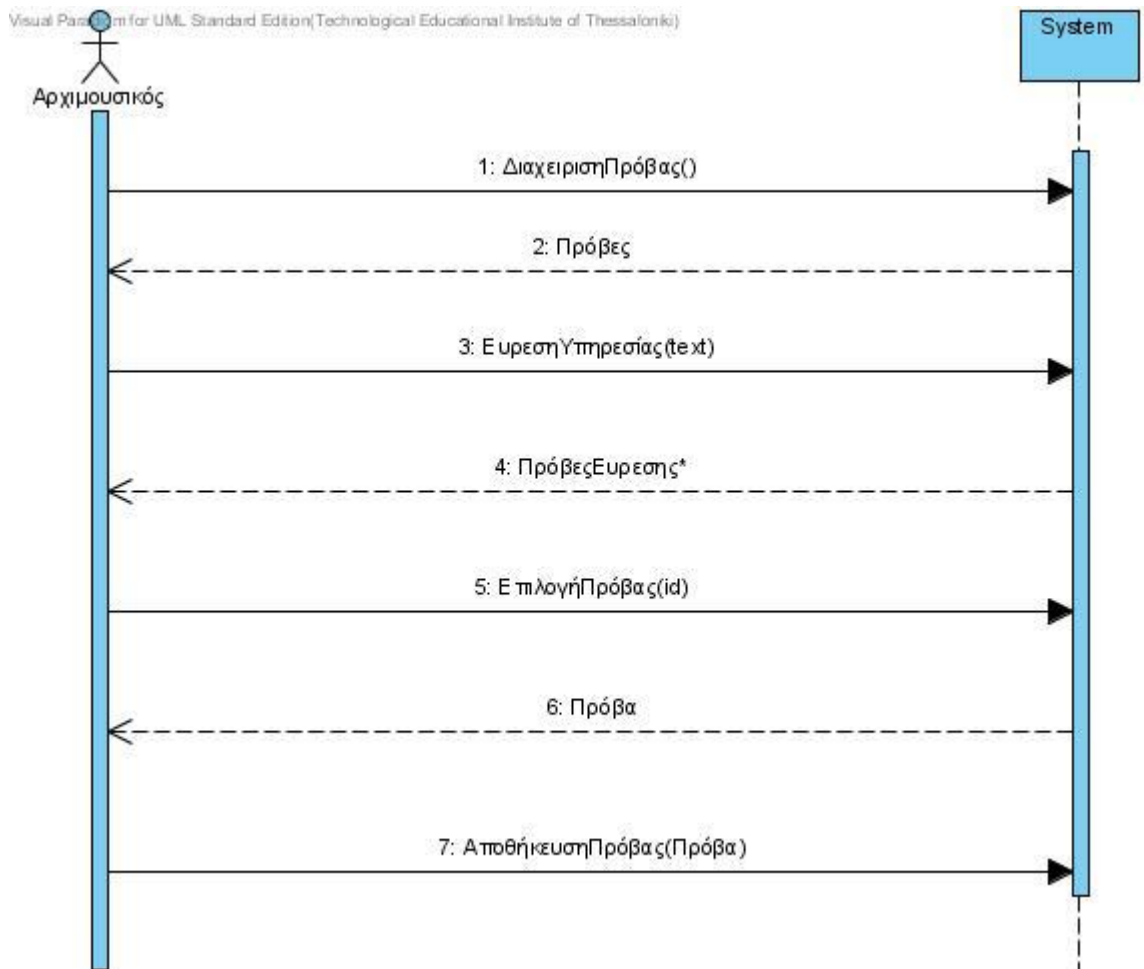 Visual Paradigm for UML Standard Edition(Technological Educational Institute of Thessaloniki)
System
Αρχιμουσικός
1: ΔιαχειρισηΠρόβας()
2: Πρόβες
3: ΕυρεσηΥπηρεσίας(text)
4: ΠρόβεςΕυρεσης*
5: ΕπιλογήΠρόβας(id)
6: Πρόβα
7: ΑποθήκευσηΠρόβας(Πρόβα)